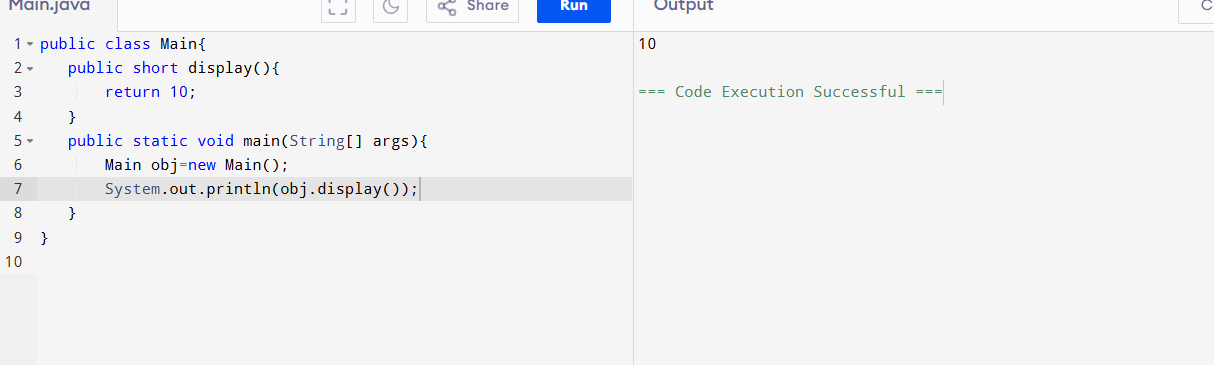 Main.java
Share
Run
Output
C
1 public class Main{
2 public short display(){
3 return 10;
4 }
5 public static void main(String[] args){
6 Main obj=new Main();
7 System.out.println(obj.display());
8 }
9 }
10
10
=== Code Execution Successful ===